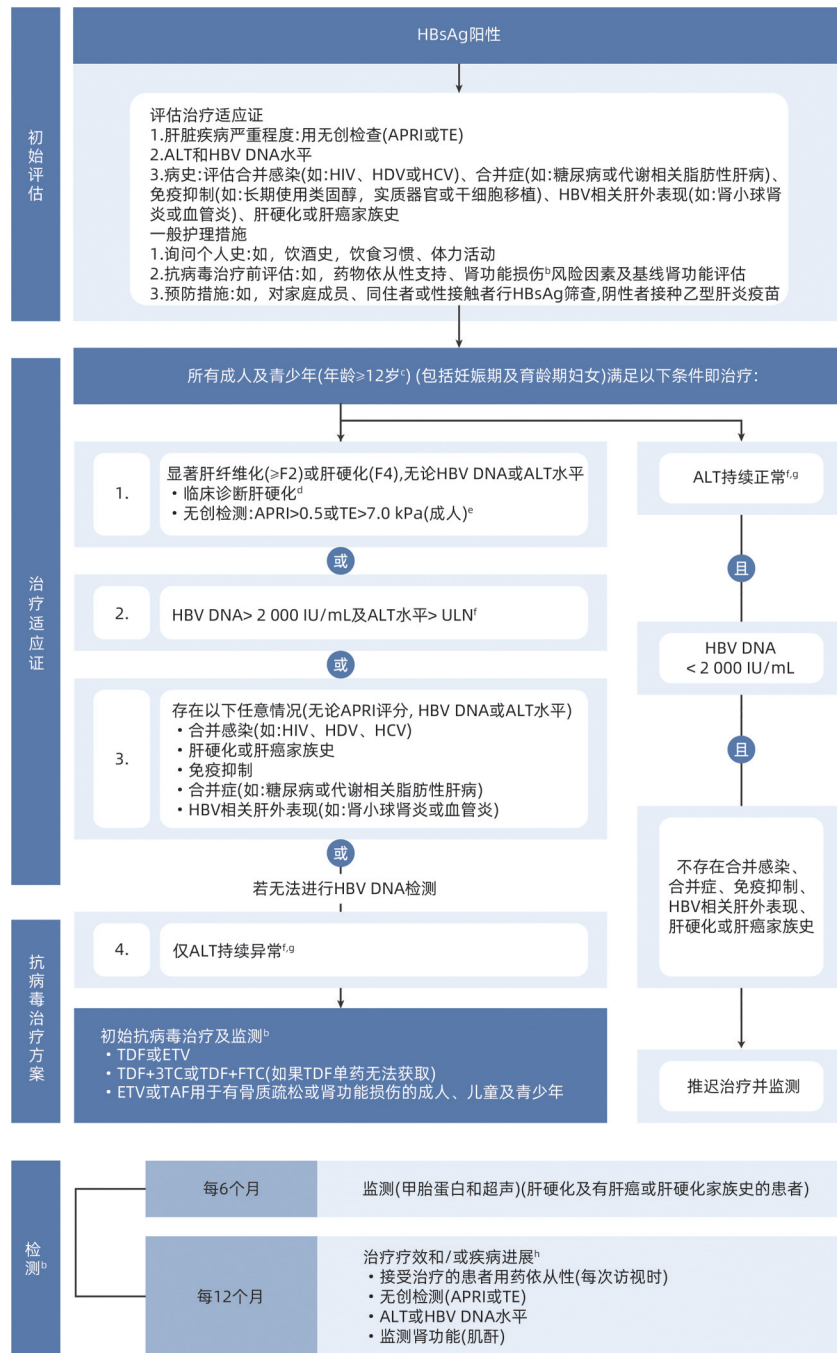 HBsAg阳性
初始评估
评估治疗适应证
1.肝脏疾病严重程度:用无创检查(APRI或TE)
2.ALT和HBV DNA水平
3.病史:评估合并感染(如:HIV、HDV或HCV)、合并症(如:糖尿病或代谢相关脂肪性肝病)、
免疫抑制(如:长期使用类固醇，实质器官或干细胞移植)、HBV相关肝外表现(如:肾小球肾
炎或血管炎)、肝硬化或肝癌家族史
一般护理措施
1.询问个人史:如，饮酒史，饮食习惯、体力活动
2.抗病毒治疗前评估:如，药物依从性支持、肾功能损伤ᵇ风险因素及基线肾功能评估
3.预防措施:如，对家庭成员、同住者或性接触者行HBsAg筛查,阴性者接种乙型肝炎疫苗
治疗适应证
所有成人及青少年(年龄≥12岁ᶜ) (包括妊娠期及育龄期妇女)满足以下条件即治疗:
1.
显著肝纤维化(≥F2)或肝硬化(F4),无论HBV DNA或ALT水平
• 临床诊断肝硬化ᵈ
• 无创检测:APRI>0.5或TE>7.0 kPa(成人)ᵉ
或
2.
HBV DNA> 2 000 IU/mL及ALT水平> ULNᶠ
或
3.
存在以下任意情况(无论APRI评分, HBV DNA或ALT水平)
• 合并感染(如:HIV、HDV、HCV)
• 肝硬化或肝癌家族史
• 免疫抑制
• 合并症(如:糖尿病或代谢相关脂肪性肝病)
• HBV相关肝外表现(如:肾小球肾炎或血管炎)
或
若无法进行HBV DNA检测
4.
仅ALT持续异常ᶠ,ᵍ
ALT持续正常ᶠ,ᵍ
且
HBV DNA
< 2 000 IU/mL
且
不存在合并感染、
合并症、免疫抑制、
HBV相关肝外表现、
肝硬化或肝癌家族史
推迟治疗并监测
抗病毒治疗方案
初始抗病毒治疗及监测ᵇ
• TDF或ETV
• TDF+3TC或TDF+FTC(如果TDF单药无法获取)
• ETV或TAF用于有骨质疏松或肾功能损伤的成人、儿童及青少年
检测ᵇ
每6个月
监测(甲胎蛋白和超声)(肝硬化及有肝癌或肝硬化家族史的患者)
每12个月
治疗疗效和/或疾病进展ʰ
• 接受治疗的患者用药依从性(每次访视时)
• 无创检测(APRI或TE)
• ALT或HBV DNA水平
• 监测肾功能(肌酐)